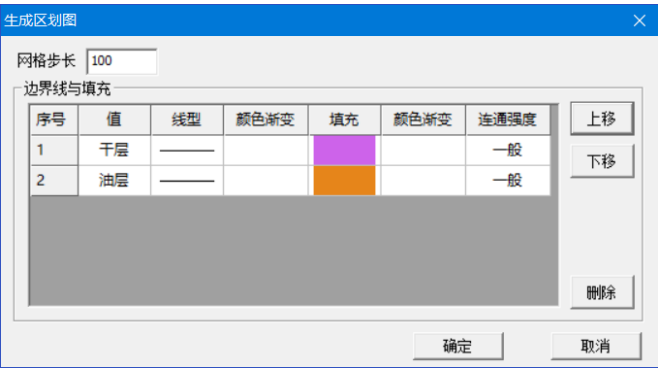 生成区划图
网格步长 100
边界线与填充
序号 值 线型 颜色渐变 填充 颜色渐变 连通强度
1 干层 一般
2 油层 一般
上移
下移
删除
确定 取消